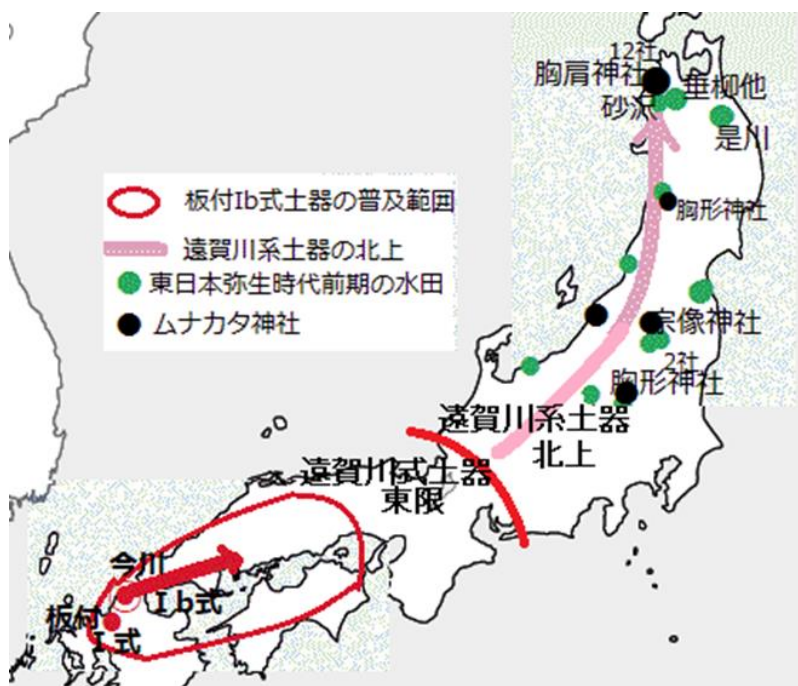 12社
胸肩神社
垂柳他
砂沢
是川
胸形神社
板付Ib式土器の普及範囲
遠賀川系土器の北上
東日本弥生時代前期の水田
ムナカタ神社
宗像神社
2社
胸形神社
遠賀川系土器
北上
遠賀川式土器
東限
今川
Ib式
板付
I式